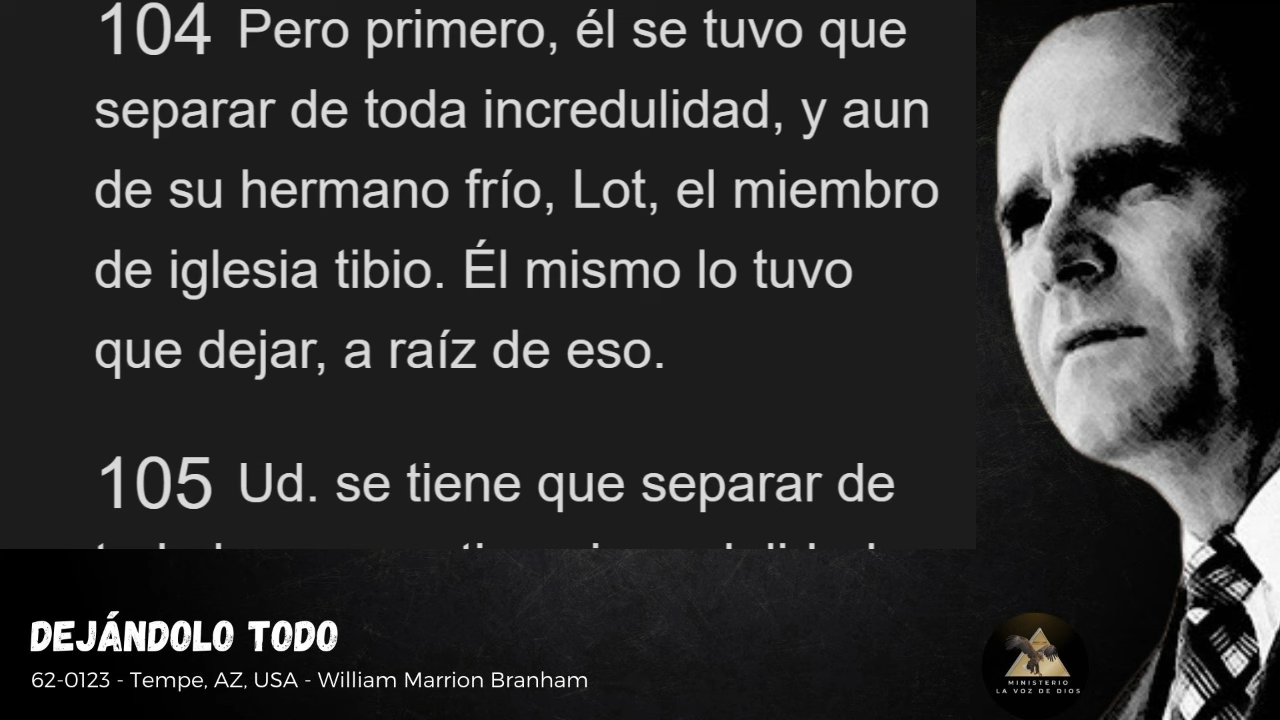 104 Pero primero, él se tuvo que
separar de toda incredulidad, y aun
de su hermano frío, Lot, el miembro
de iglesia tibio. Él mismo lo tuvo
que dejar, a raíz de eso.
105 Ud. se tiene que separar de
DEJÁNDOLO TODO
62-0123 - Tempe, AZ, USA - William Marrion Branham
MINISTERIO
LA VOZ DE DIOS